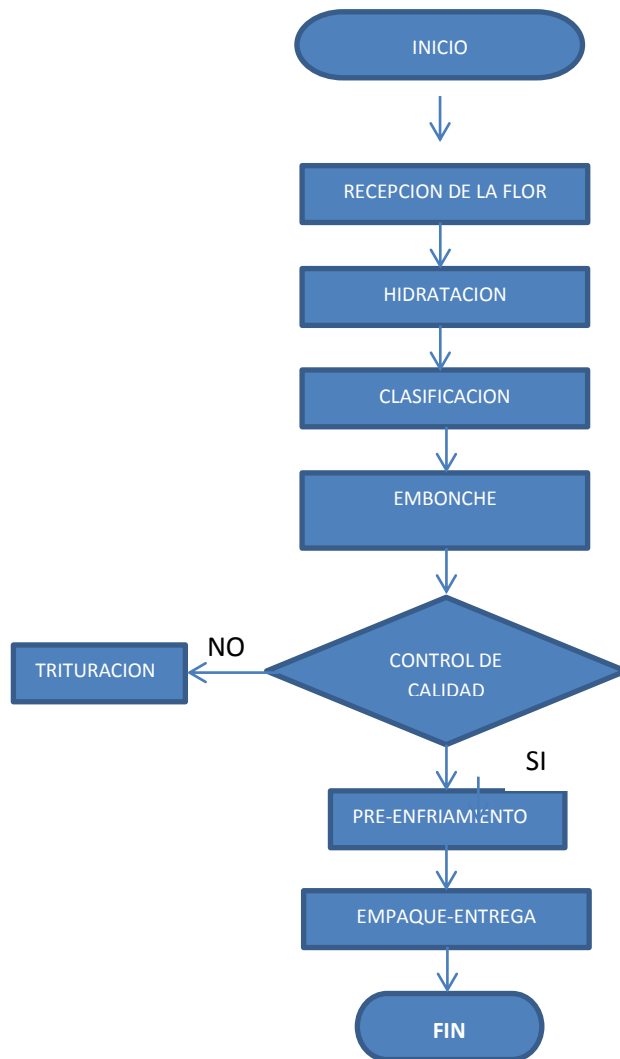 INICIO
RECEPCION DE LA FLOR
HIDRATACION
CLASIFICACION
EMBONCHE
CONTROL DE
CALIDAD
NO
TRITURACION
SI
PRE-ENFRIAMIENTO
EMPAQUE-ENTREGA
FIN